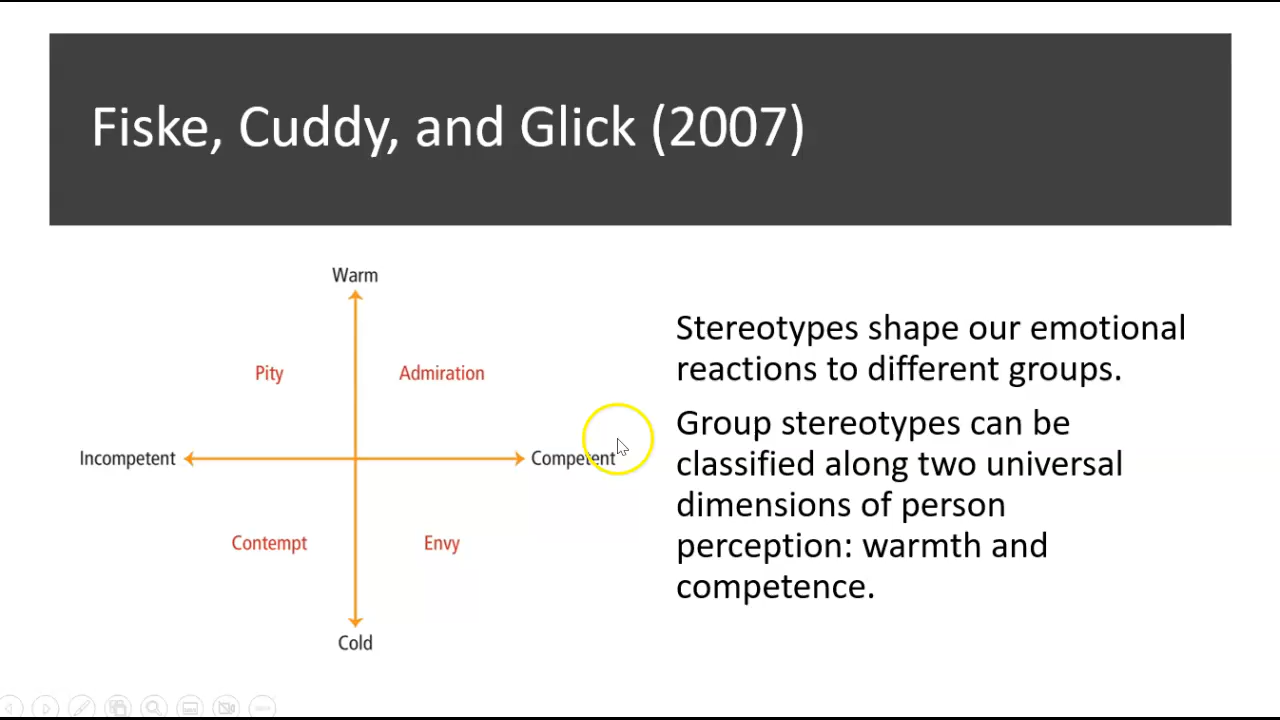 Fiske, Cuddy, and Glick (2007)
Warm
Pity
Admiration
Incompetent
Competent
Contempt
Envy
Cold
Stereotypes shape our emotional
reactions to different groups.
Group stereotypes can be
classified along two universal
dimensions of person
perception: warmth and
competence.